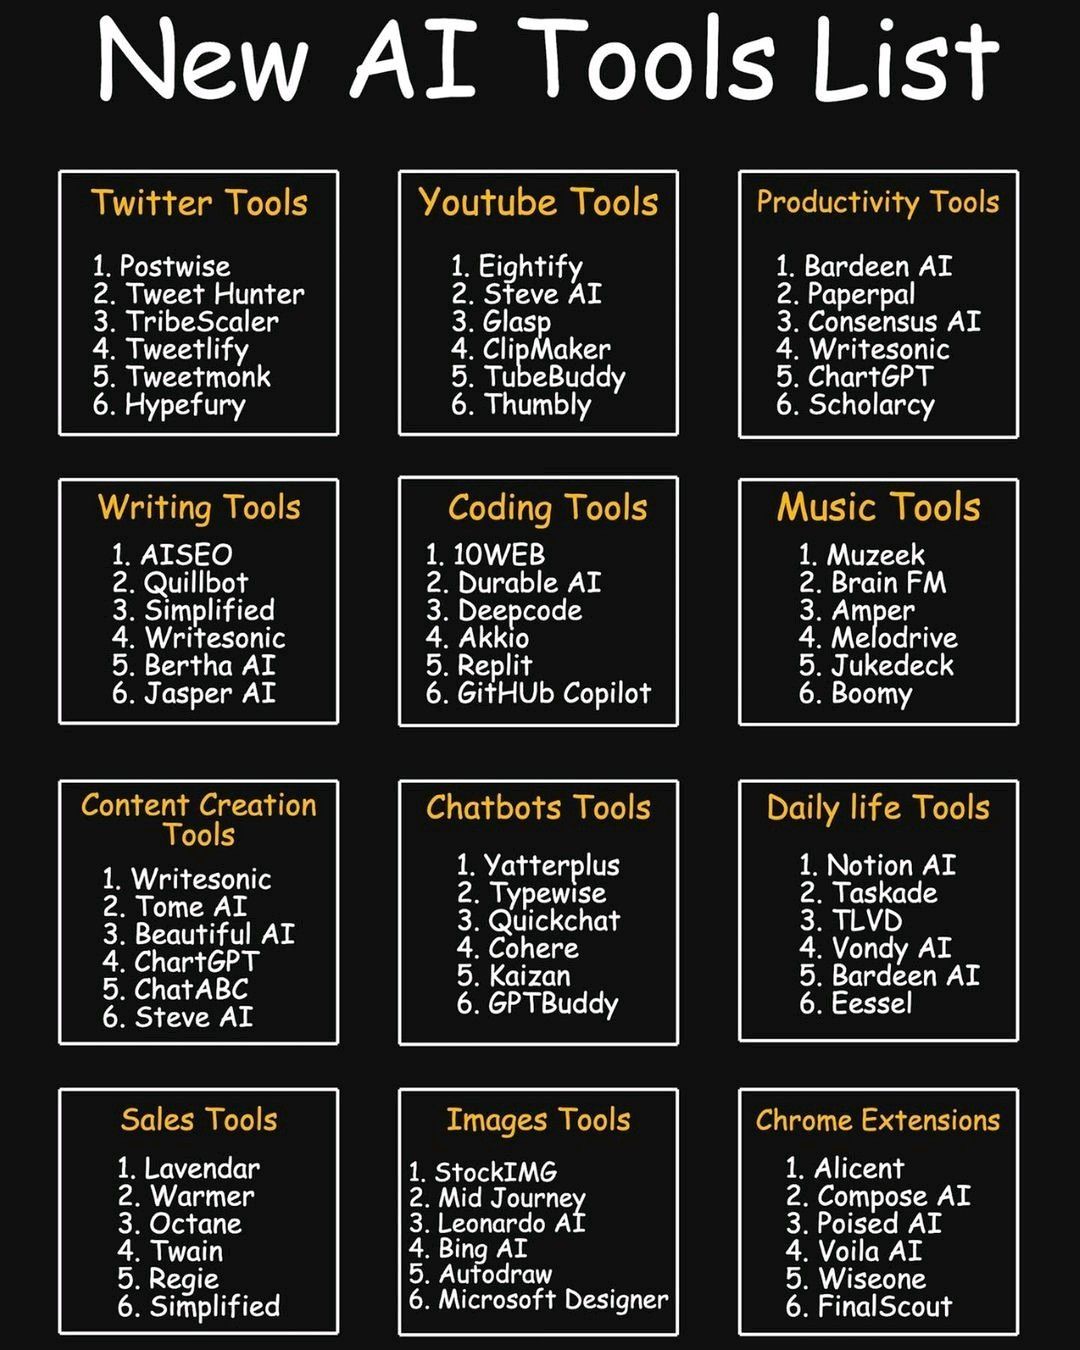 New AI Tools List
Twitter Tools
1. Postwise
2. Tweet Hunter
3. TribeScaler
4. Tweetlify
5. Tweetmonk
6. Hypefury
Youtube Tools
1. Eightify
2. Steve AI
3. Glasp
4. ClipMaker
5. TubeBuddy
6. Thumbly
Productivity Tools
1. Bardeen AI
2. Paperpal
3. Consensus AI
4. Writesonic
5. ChartGPT
6. Scholarcy
Writing Tools
1. AISEO
2. Quillbot
3. Simplified
4. Writesonic
5. Bertha AI
6. Jasper AI
Coding Tools
1. 10WEB
2. Durable AI
3. Deepcode
4. Akkio
5. Replit
6. GitHUb Copilot
Music Tools
1. Muzeek
2. Brain FM
3. Amper
4. Melodrive
5. Jukedeck
6. Boomy
Content Creation
Tools
1. Writesonic
2. Tome AI
3. Beautiful AI
4. ChartGPT
5. ChatABC
6. Steve AI
Chatbots Tools
1. Yatterplus
2. Typewise
3. Quickchat
4. Cohere
5. Kaizan
6. GPTBuddy
Daily life Tools
1. Notion AI
2. Taskade
3. TLVD
4. Vondy AI
5. Bardeen AI
6. Eessel
Sales Tools
1. Lavendar
2. Warmer
3. Octane
4. Twain
5. Regie
6. Simplified
Images Tools
1. StockIMG
2. Mid Journey
3. Leonardo AI
4. Bing AI
5. Autodraw
6. Microsoft Designer
Chrome Extensions
1. Alicent
2. Compose AI
3. Poised AI
4. Voila AI
5. Wiseone
6. FinalScout